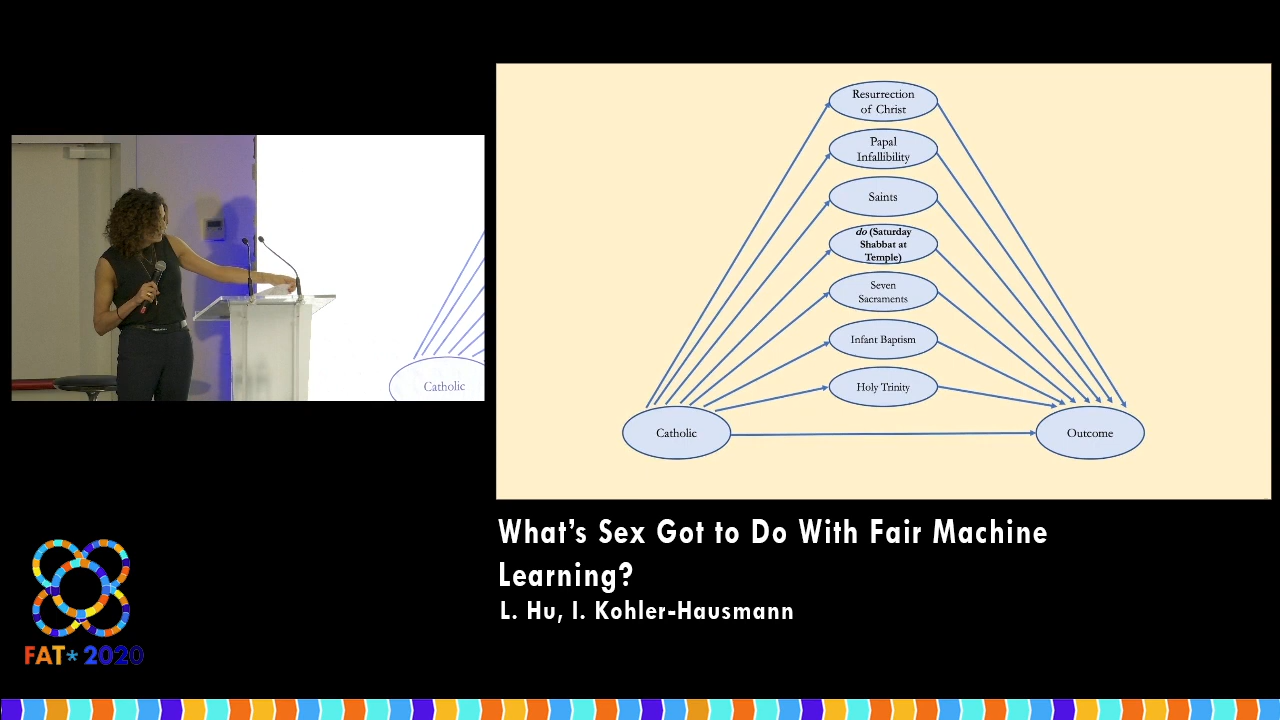 Resurrection
of Christ
Papal
Infallibility
Saints
do (Saturday
Shabbat at
Temple)
Seven
Sacraments
Infant Baptism
Holy Trinity
Catholic
Outcome
Catholic
What's Sex Got to Do With Fair Machine
Learning?
L. Hu, I. Kohler-Hausmann
FAT* 2020